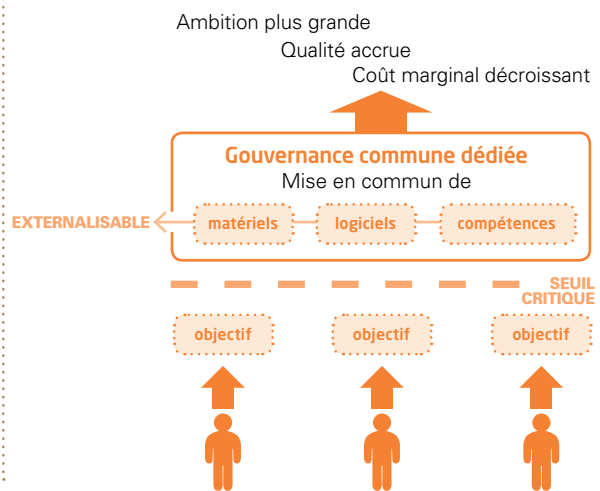 Ambition plus grande
Qualité accrue
Coût marginal décroissant
Gouvernance commune dédiée
Mise en commun de
EXTERNALISABLE
matériels
logiciels
compétences
SEUIL
CRITIQUE
objectif
objectif
objectif